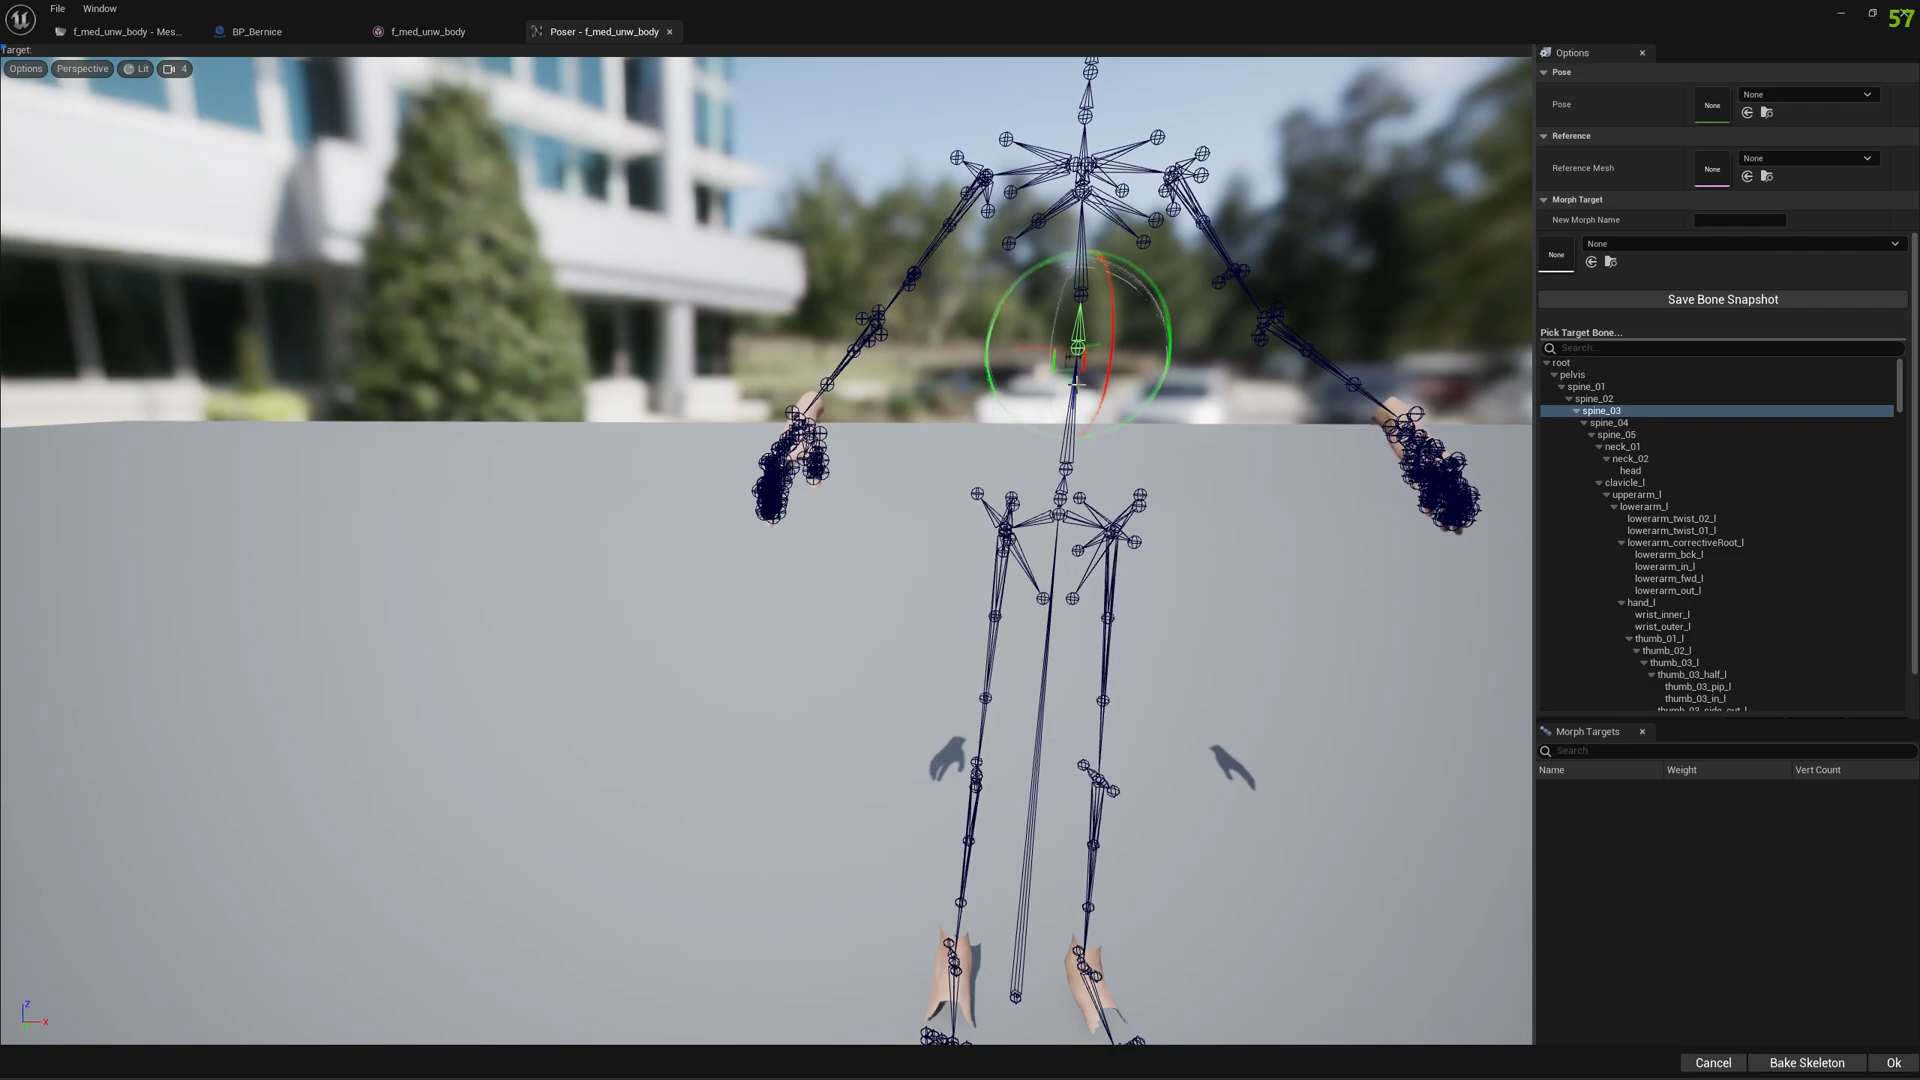 File
Window
57
f_med_unw_body - Mes...
BP_Bernice
f_med_unw_body
Poser - f_med_unw_body
Target:
Options
Perspective
Lit
4
Options
Pose
Pose
None
None
Reference
Reference Mesh
None
None
Morph Target
New Morph Name
None
None
Save Bone Snapshot
Pick Target Bone...
Search...
root
pelvis
spine_01
spine_02
spine_03
spine_04
spine_05
neck_01
neck_02
head
clavicle_l
upperarm_l
lowerarm_l
lowerarm_twist_02_l
lowerarm_twist_01_l
lowerarm_correctiveRoot_l
lowerarm_bck_l
lowerarm_in_l
lowerarm_fwd_l
lowerarm_out_l
hand_l
wrist_inner_l
wrist_outer_l
thumb_01_l
thumb_02_l
thumb_03_l
thumb_03_half_l
thumb_03_pip_l
thumb_03_in_l
thumb_03_side_out_l
Morph Targets
Search
Name
Weight
Vert Count
Z
X
Cancel
Bake Skeleton
Ok